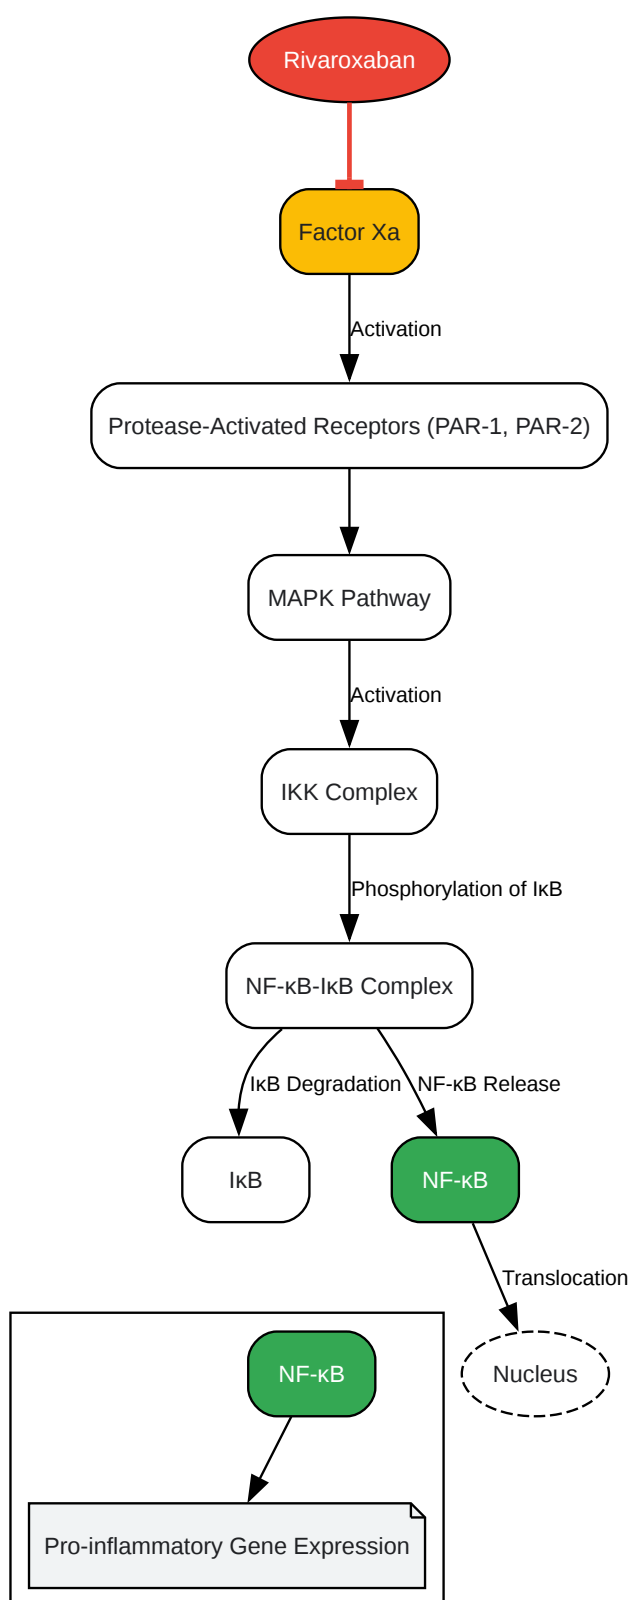 Rivaroxaban
Factor Xa
Activation
Protease-Activated Receptors (PAR-1, PAR-2)
MAPK Pathway
Activation
IKK Complex
Phosphorylation of IκB
NF-κB-IκB Complex
IκB Degradation
NF-κB Release
IκB
NF-κB
Translocation
NF-κB
Nucleus
Pro-inflammatory Gene Expression